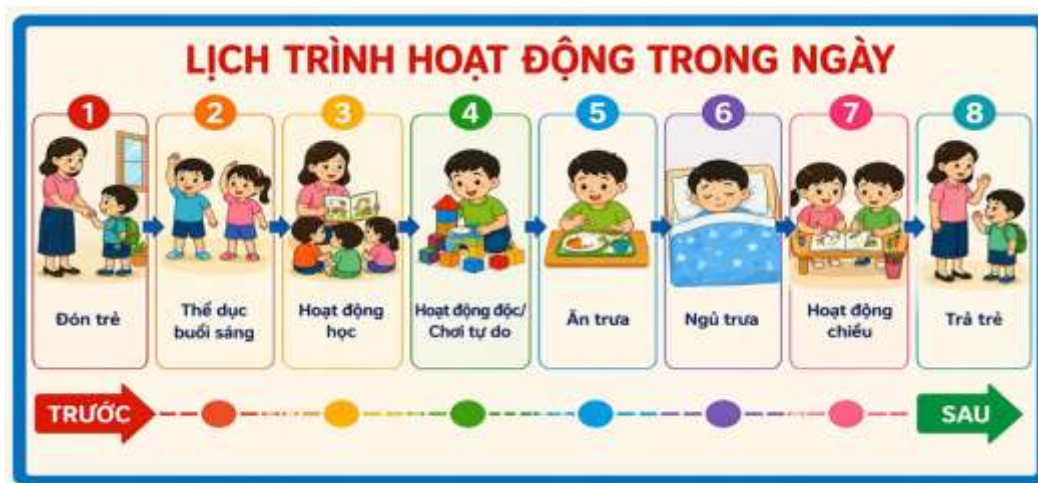 LỊCH TRÌNH HOẠT ĐỘNG TRONG NGÀY
1
2
3
4
5
6
7
8
Đón trẻ
Thể dục
buổi sáng
Hoạt động
học
Hoạt động độc/
Chơi tự do
Ăn trưa
Ngủ trưa
Hoạt động
chiều
Trả trẻ
TRƯỚC
SAU